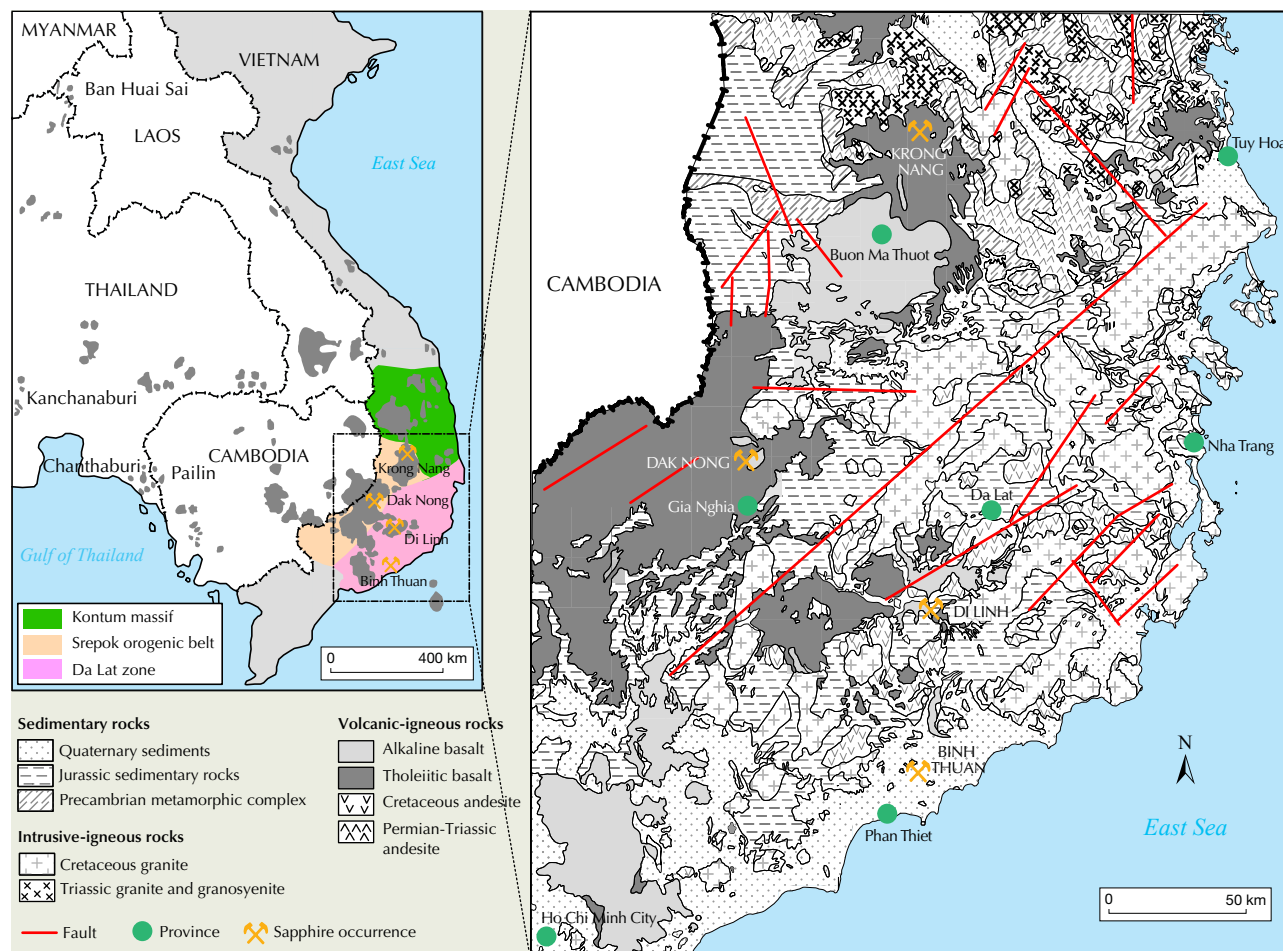 MYANMAR
VIETNAM
Ban Huai Sai
LAOS
East Sea
THAILAND
Kanchanaburi
Chanthaburi
Pailin
CAMBODIA
Krong Nang
Dak Nong
Di Linh
Binh Thuan
Gulf of Thailand
Kontum massif
Srepok orogenic belt
Da Lat zone
0
400 km
Sedimentary rocks
Quaternary sediments
Jurassic sedimentary rocks
Precambrian metamorphic complex
Intrusive-igneous rocks
Cretaceous granite
Triassic granite and granosyenite
Volcanic-igneous rocks
Alkaline basalt
Tholeiitic basalt
Cretaceous andesite
Permian-Triassic
andesite
Fault
Province
Sapphire occurrence
KRONG
NANG
Tuy Hoa
Buon Ma Thuot
CAMBODIA
Nha Trang
DAK NONG
Gia Nghia
Da Lat
DI LINH
BINH
THUAN
N
Phan Thiet
East Sea
Ho Chi Minh City
0
50 km